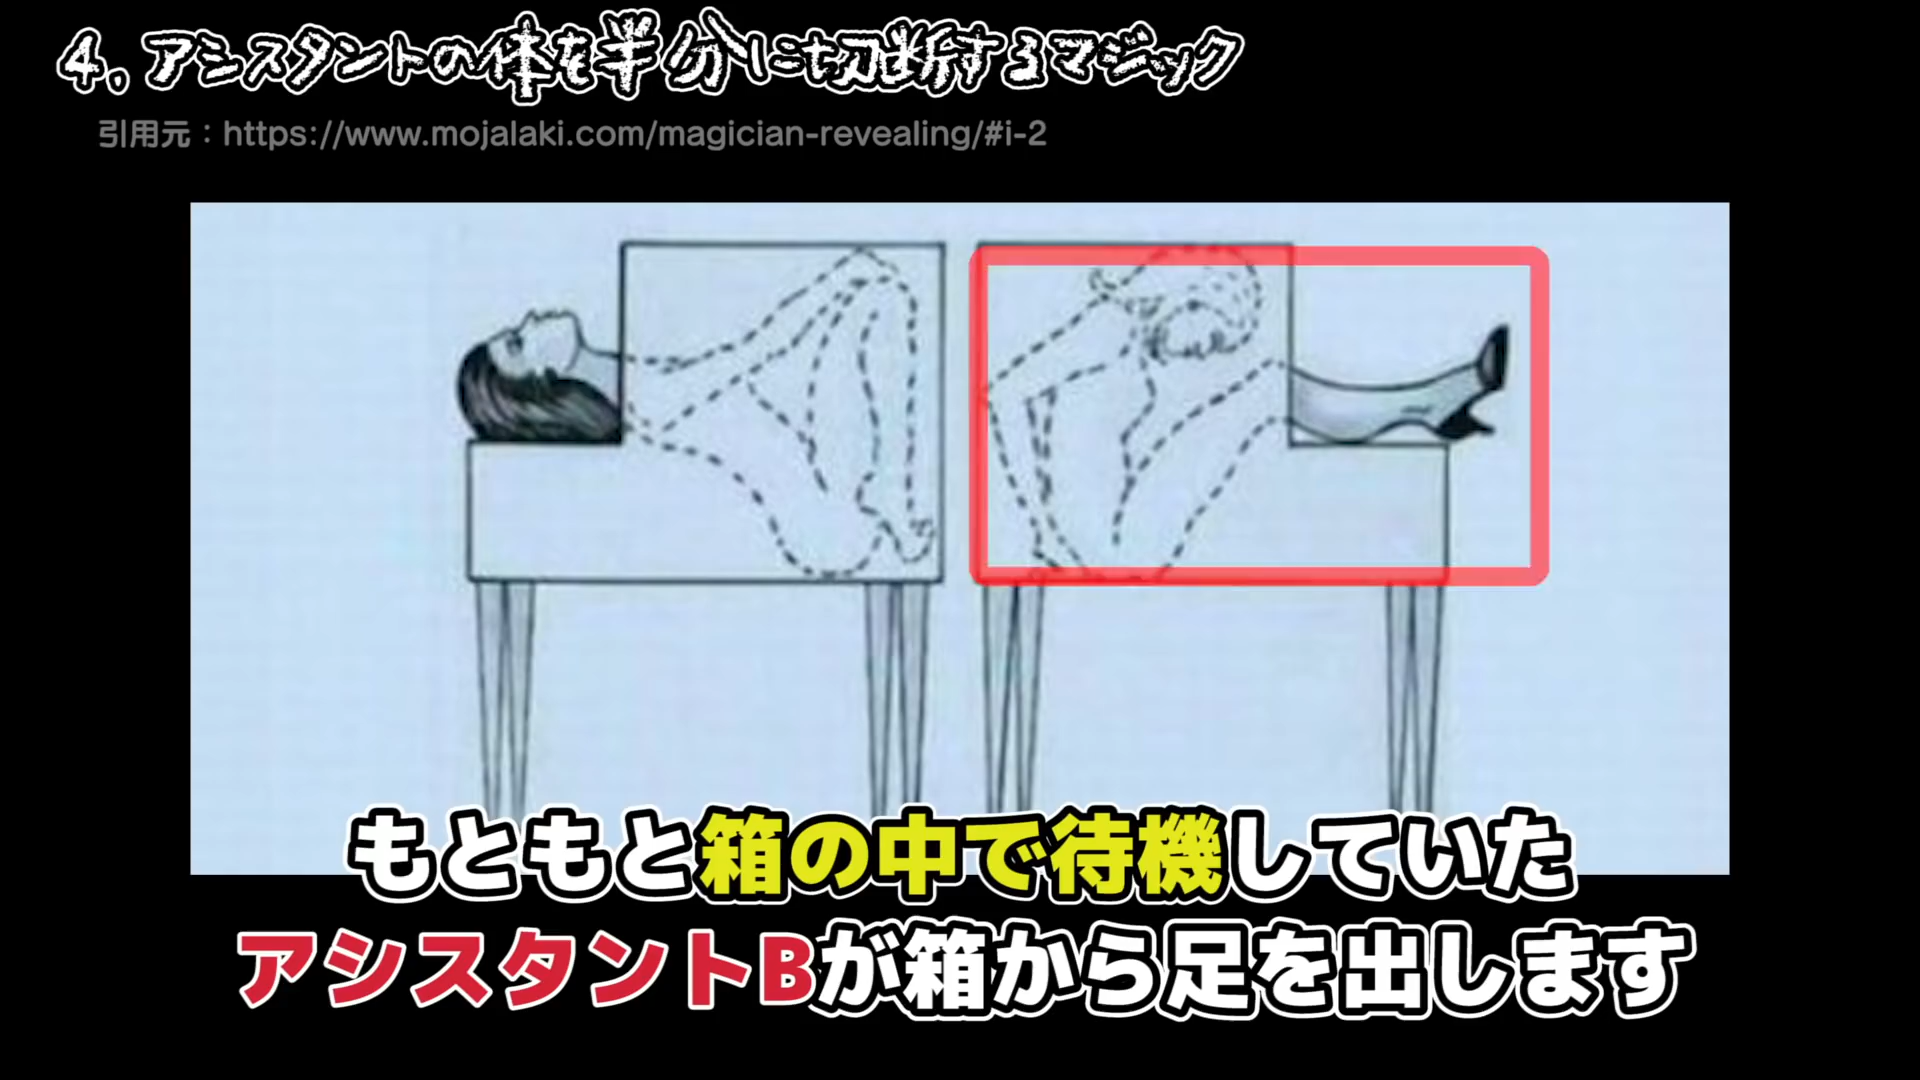 4. アシスタントの体を半分に切断するマジック
引用元：https://www.mojalaki.com/magician-revealing/#i-2
もともと箱の中で待機していた
アシスタントBが箱から足を出します